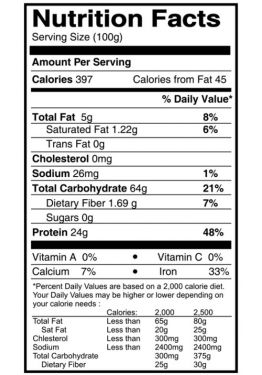 Nutrition Facts
Serving Size (100g)
Amount Per Serving
Calories 397 Calories from Fat 45
% Daily Value*
Total Fat 5g 8%
Saturated Fat 1.22g 6%
Trans Fat 0g
Cholesterol 0mg
Sodium 26mg 1%
Total Carbohydrate 64g 21%
Dietary Fiber 1.69 g 7%
Sugars 0g
Protein 24g 48%
Vitamin A 0% • Vitamin C 0%
Calcium 7% • Iron 33%
*Percent Daily Values are based on a 2,000 calorie diet.
Your Daily Values may be higher or lower depending on
your calorie needs :
Calories: 2,000 2,500
Total Fat Less than 65g 80g
Sat Fat Less than 20g 25g
Cholesterol Less than 300mg 300mg
Sodium Less than 2400mg 2400mg
Total Carbohydrate 300mg 375g
Dietary Fiber 25g 30g